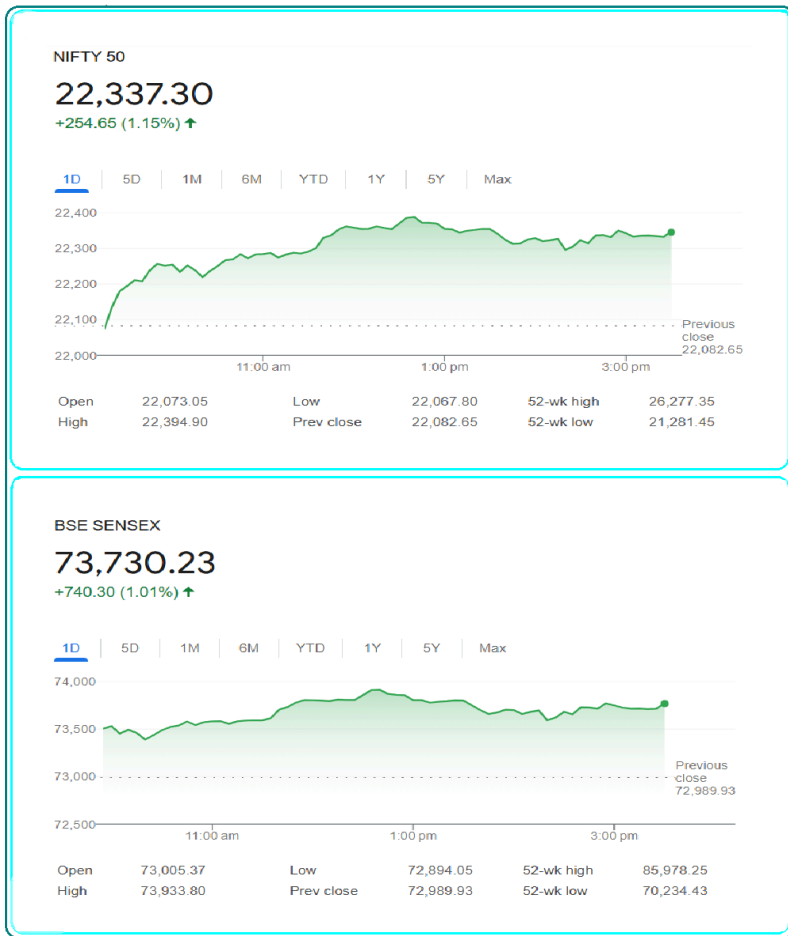 NIFTY 50
22,337.30
+254.65 (1.15%) ↑
1D 5D 1M 6M YTD 1Y 5Y Max
22,400
22,300
22,200
22,100
22,000
Previous
close
22,082.65
11:00 am 1:00 pm 3:00 pm
Open 22,073.05 Low 22,067.80 52-wk high 26,277.35
High 22,394.90 Prev close 22,082.65 52-wk low 21,281.45
BSE SENSEX
73,730.23
+740.30 (1.01%) ↑
1D 5D 1M 6M YTD 1Y 5Y Max
74,000
73,500
73,000
72,500
Previous
close
72,989.93
11:00 am 1:00 pm 3:00 pm
Open 73,005.37 Low 72,894.05 52-wk high 85,978.25
High 73,933.80 Prev close 72,989.93 52-wk low 70,234.43